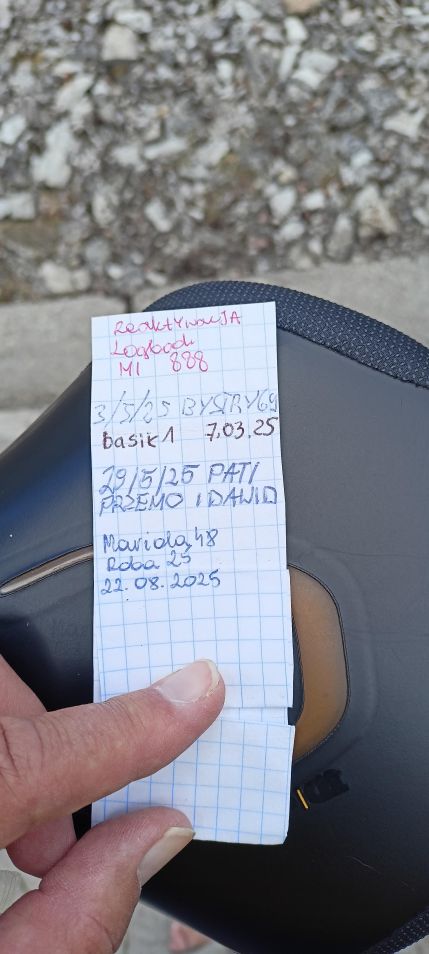 ReaktYwacJA
Logbook
MI 888
3/5/25 BYSTRY69
basik1 7.03.25
29/5/25 PATI
PRZEMO I DAWID
Mariola48
Roba 25
22.08.2025